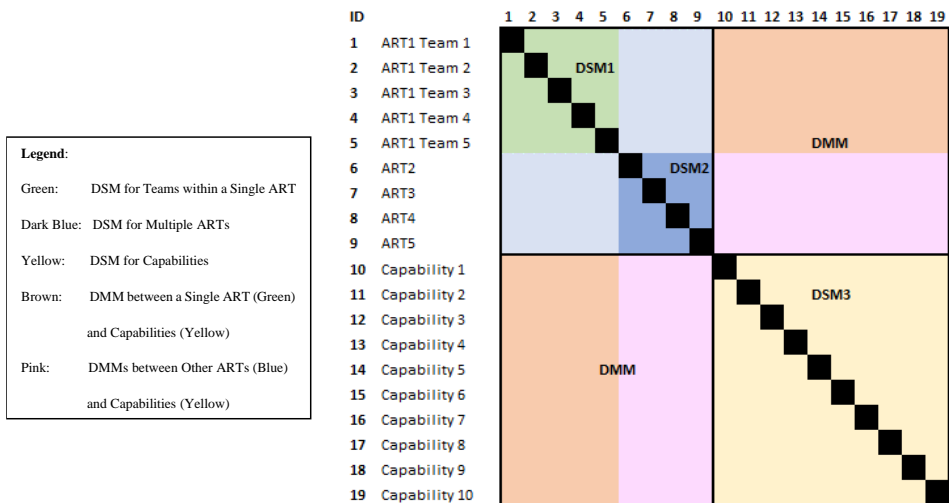 Legend:
Green: DSM for Teams within a Single ART
Dark Blue: DSM for Multiple ARTs
Yellow: DSM for Capabilities
Brown: DMM between a Single ART (Green)
and Capabilities (Yellow)
Pink: DMMs between Other ARTs (Blue)
and Capabilities (Yellow)
ID 1 2 3 4 5 6 7 8 9 10 11 12 13 14 15 16 17 18 19
1 ART1 Team 1
2 ART1 Team 2 DSM1
3 ART1 Team 3
4 ART1 Team 4
5 ART1 Team 5 DMM
6 ART2 DSM2
7 ART3
8 ART4
9 ART5
10 Capability 1
11 Capability 2 DSM3
12 Capability 3
13 Capability 4
14 Capability 5 DMM
15 Capability 6
16 Capability 7
17 Capability 8
18 Capability 9
19 Capability 10